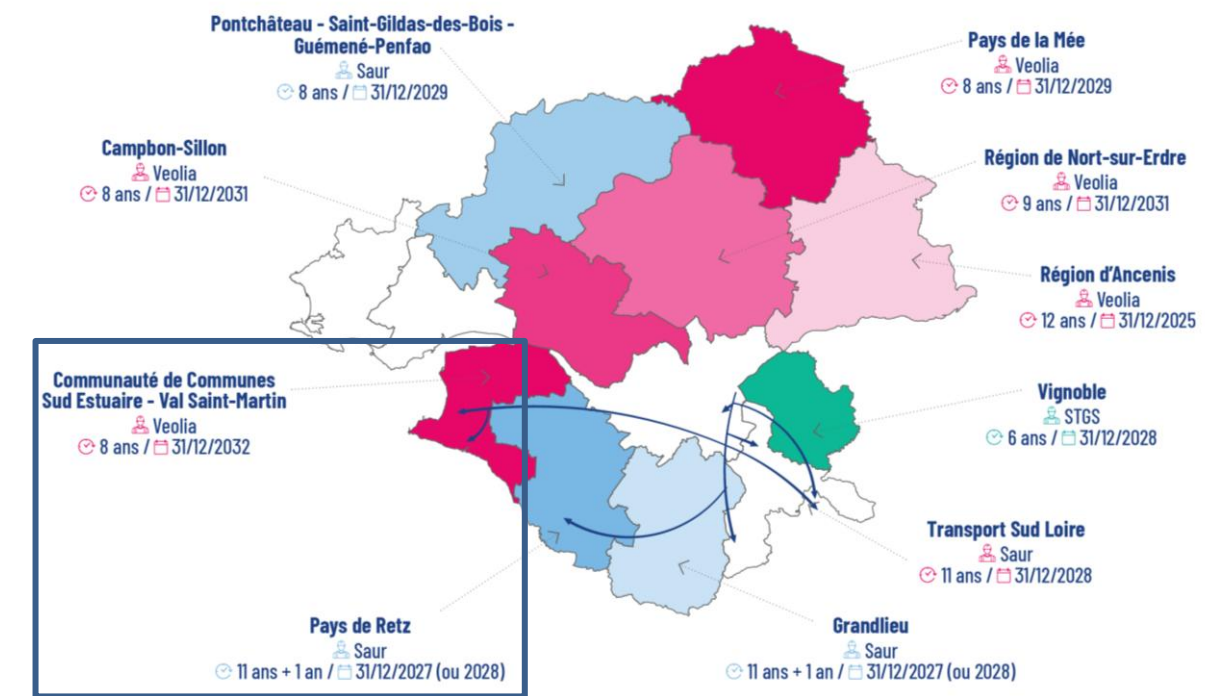 Pontchâteau - Saint-Gildas-des-Bois -
Guémené-Penfao
Saur
8 ans / 31/12/2029
Pays de la Mée
Veolia
8 ans / 31/12/2029
Campbon-Sillon
Veolia
8 ans / 31/12/2031
Région de Nort-sur-Erdre
Veolia
9 ans / 31/12/2031
Région d'Ancenis
Veolia
12 ans / 31/12/2025
Communauté de Communes
Sud Estuaire - Val Saint-Martin
Veolia
8 ans / 31/12/2032
Vignoble
STGS
6 ans / 31/12/2028
Transport Sud Loire
Saur
11 ans / 31/12/2028
Pays de Retz
Saur
11 ans + 1 an / 31/12/2027 (ou 2028)
Grandlieu
Saur
11 ans + 1 an / 31/12/2027 (ou 2028)